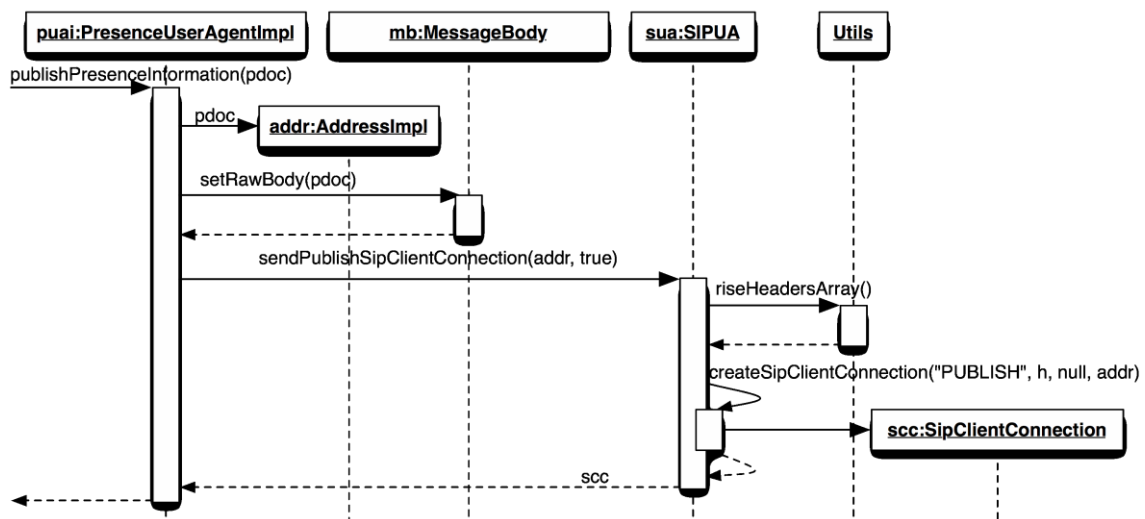 puai:PresenceUserAgentImpl
mb:MessageBody
sua:SIPUA
Utils
publishPresenceInformation(pdoc)
pdoc
addr:AddressImpl
setRawBody(pdoc)
sendPublishSipClientConnection(addr, true)
riseHeadersArray()
createSipClientConnection("PUBLISH", h, null, addr)
scc:SipClientConnection
scc